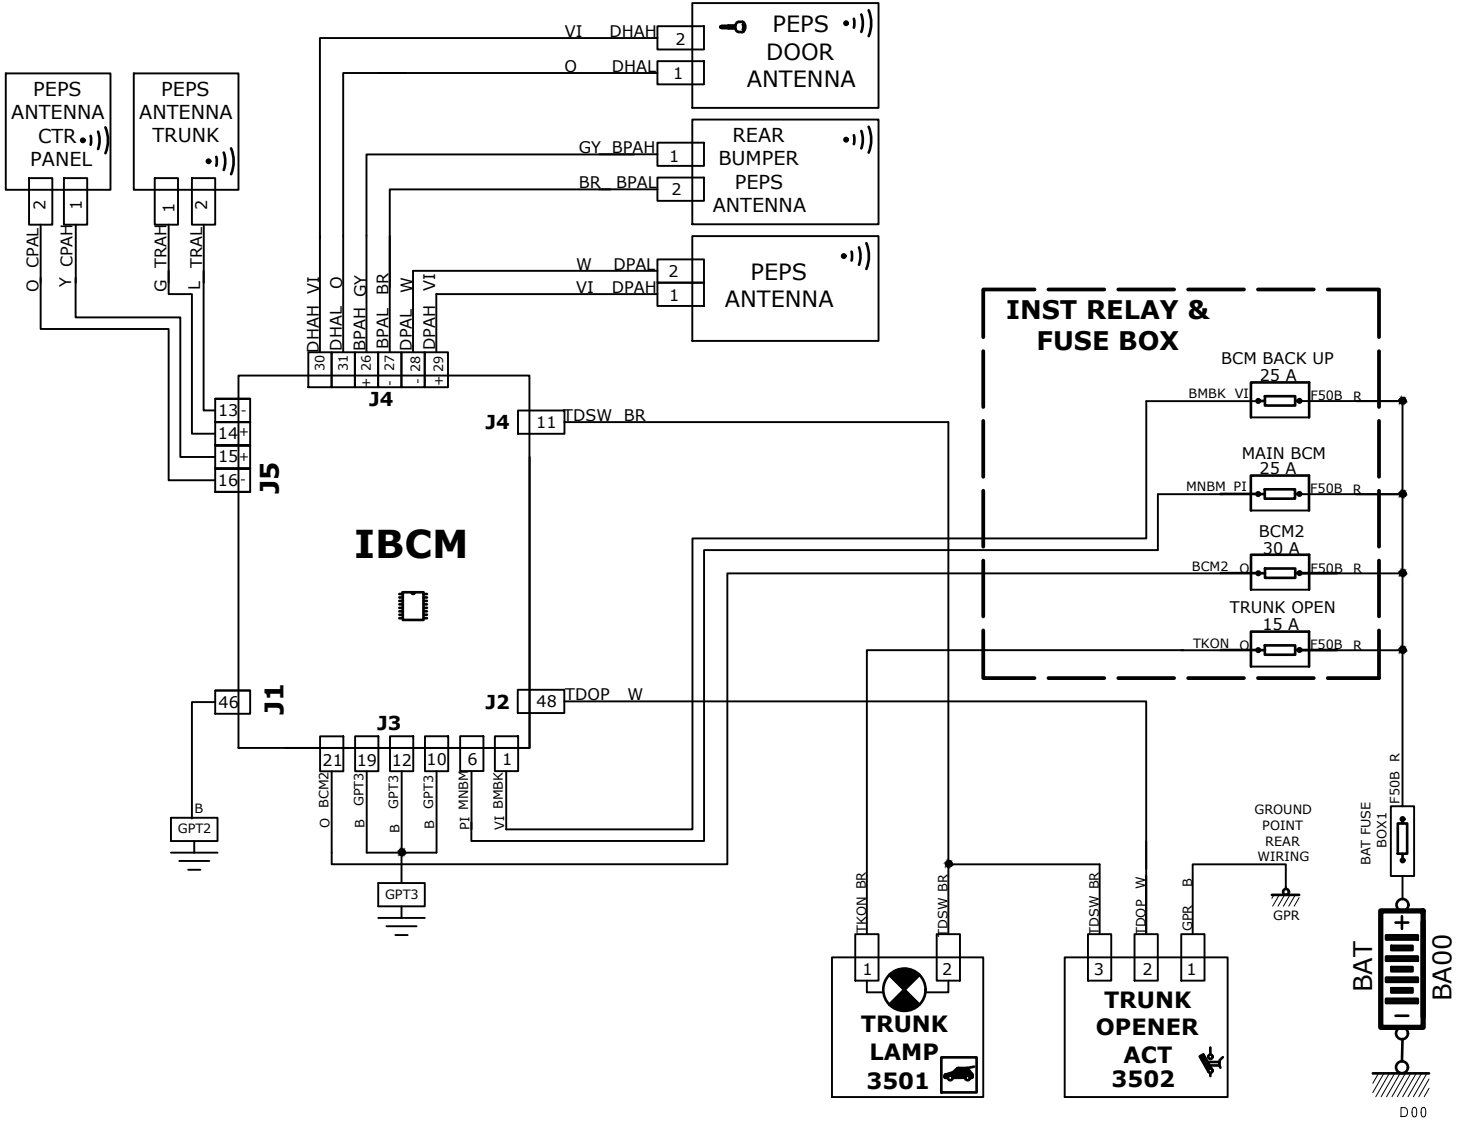 VI DHAH
2
PEPS
DOOR
ANTENNA
O DHAL
1
PEPS
ANTENNA
CTR
PANEL
2
1
PEPS
ANTENNA
TRUNK
1
2
GY BPAH
1
REAR
BUMPER
PEPS
ANTENNA
BR BPAL
2
W DPAL
2
PEPS
ANTENNA
VI DPAH
1
O CPAL
Y CPAH
G TRAH
L TRAL
DHAH VI
DHAL O
BPAH GY
BPAL BR
DPAL W
DPAH VI
30
31
+ 26
- 27
- 28
+ 29
J4
13 -
14 +
15 +
16 -
J5
J4
11
TDSW BR
IBCM
INST RELAY &
FUSE BOX
BCM BACK UP
25 A
BMBK VI
F50B R
MAIN BCM
25 A
MNBM PI
F50B R
BCM2
30 A
BCM2 O
F50B R
TRUNK OPEN
15 A
TKON O
F50B R
46
J1
J2
48
TDOP W
J3
21
19
12
10
6
1
O BCM2
B GPT3
B GPT3
B GPT3
PI MNBM
VI BMBK
B
GPT2
GPT3
F50B R
BAT FUSE
BOX1
GROUND
POINT
REAR
WIRING
GPR
TKON BR
TDSW BR
TDSW BR
TDOP W
GPR B
1
2
TRUNK
LAMP
3501
3
2
1
TRUNK
OPENER
ACT
3502
BAT
+
-
BA00
D00